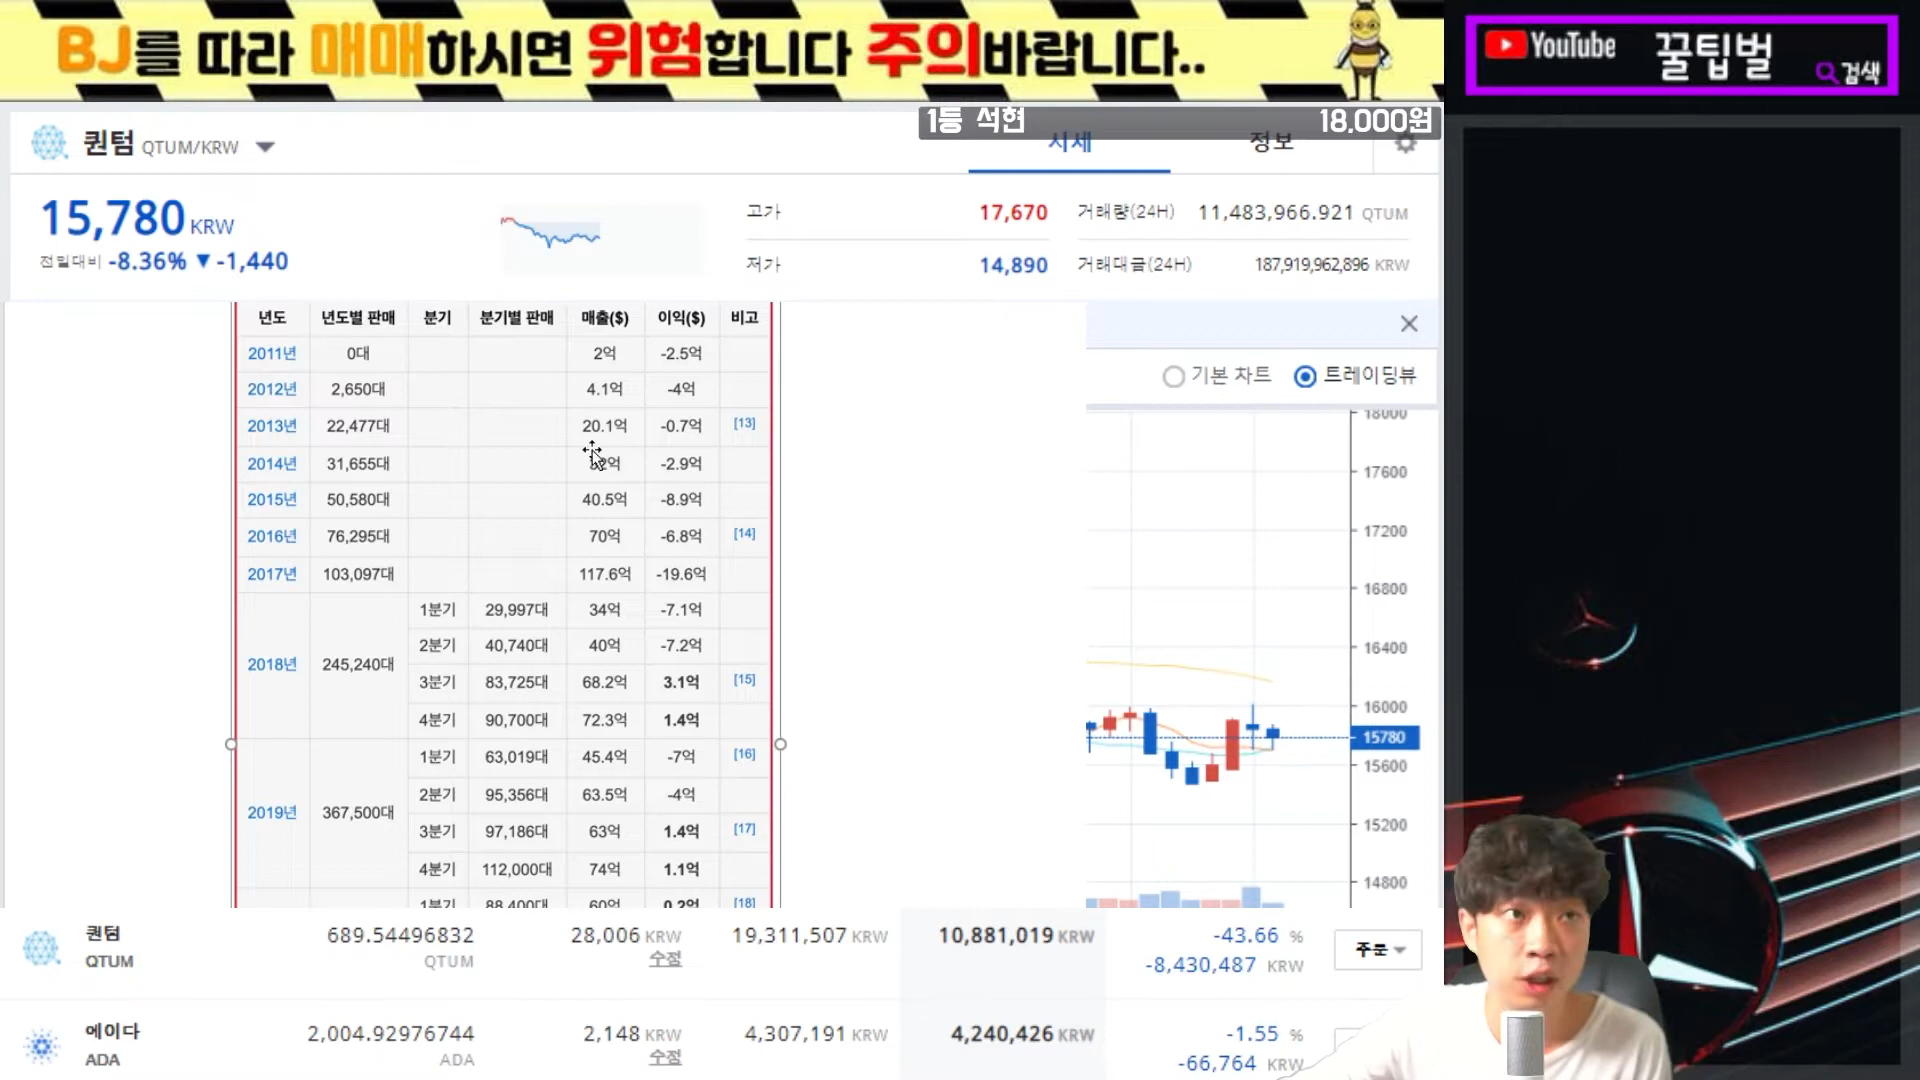 BJ를 따라 매매하시면 위험합니다 주의바랍니다..
YouTube 꿀팁벌 검색
1등 석현 18,000원
퀀텀 QTUM/KRW
시세 정보
15,780 KRW
전일대비 -8.36% ▼ -1,440
고가 17,670 거래량(24H) 11,483,966.921 QTUM
저가 14,890 거래대금(24H) 187,919,962,896 KRW
기본 차트 트레이딩뷰
년도 년도별 판매 분기 분기별 판매 매출($) 이익($) 비고
2011년 0대 2억 -2.5억
2012년 2,650대 4.1억 -4억
2013년 22,477대 20.1억 -0.7억 [13]
2014년 31,655대 -2.9억
2015년 50,580대 40.5억 -8.9억
2016년 76,295대 70억 -6.8억 [14]
2017년 103,097대 117.6억 -19.6억
2018년 245,240대
1분기 29,997대 34억 -7.1억
2분기 40,740대 40억 -7.2억
3분기 83,725대 68.2억 3.1억 [15]
4분기 90,700대 72.3억 1.4억
2019년 367,500대
1분기 63,019대 45.4억 -7억 [16]
2분기 95,356대 63.5억 -4억
3분기 97,186대 63억 1.4억 [17]
4분기 112,000대 74억 1.1억
1분기 88,400대 60억 0.2억 [18]
18000
17600
17200
16800
16400
16000
15780
15600
15200
14800
퀀텀 689.54496832 28,006 KRW 19,311,507 KRW 10,881,019 KRW -43.66 % 주문
QTUM QTUM 수정 -8,430,487 KRW
에이다 2,004.92976744 2,148 KRW 4,307,191 KRW 4,240,426 KRW -1.55 %
ADA ADA 수정 -66,764 KRW